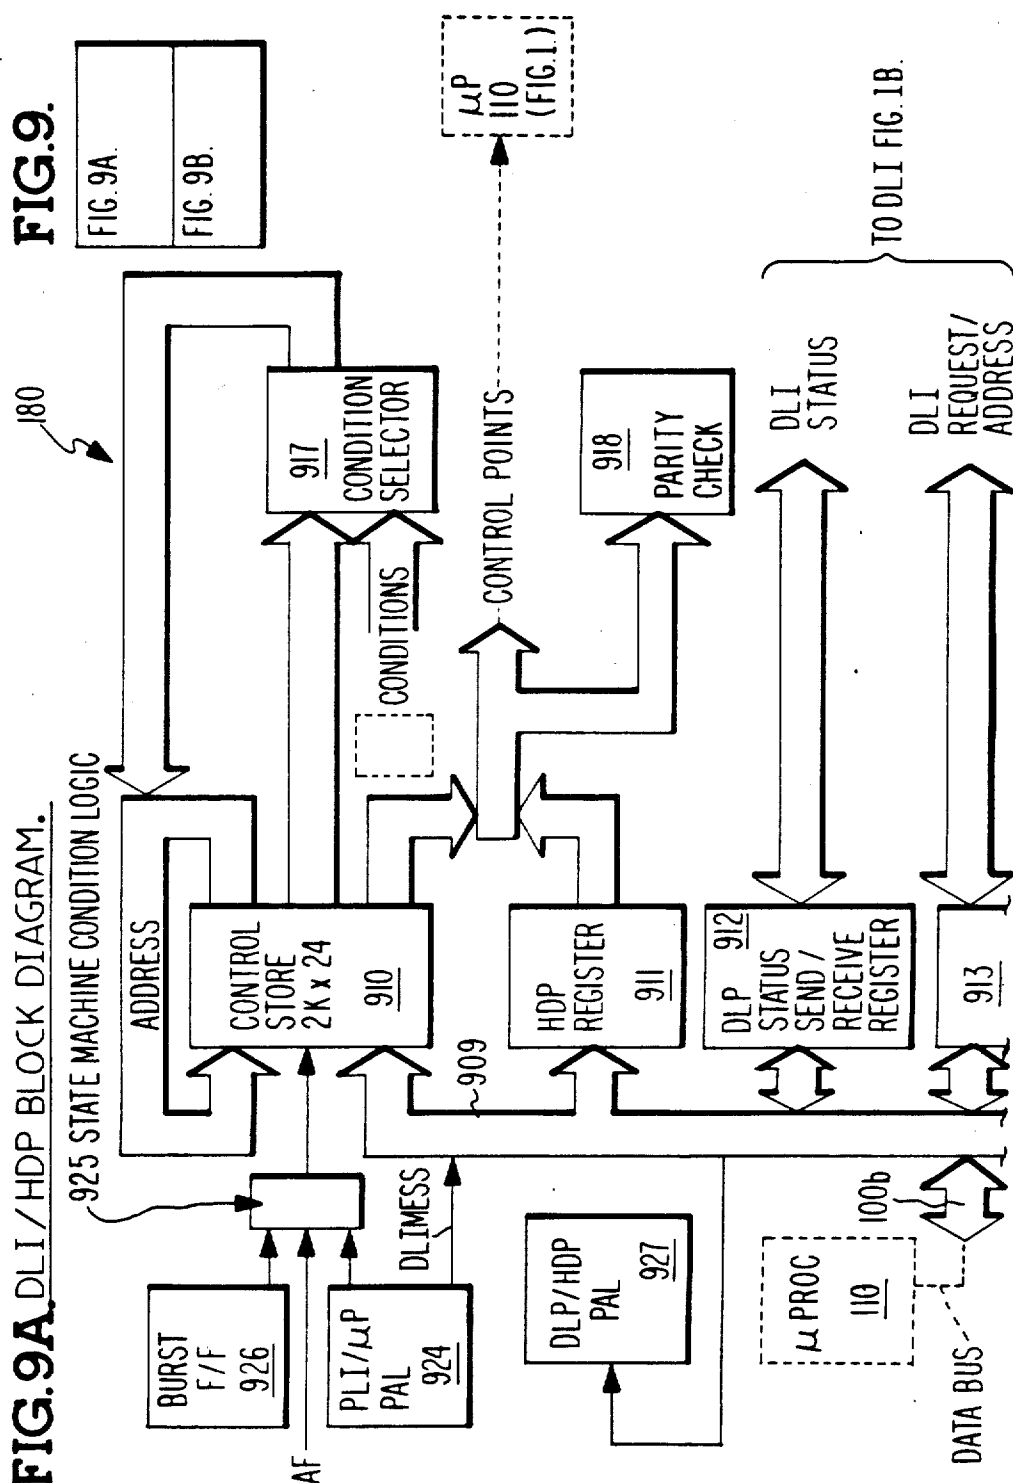 FIG.9A. DLI/HDP BLOCK DIAGRAM.
FIG.9.
FIG. 9A.
FIG. 9B.
180
925 STATE MACHINE CONDITION LOGIC
ADDRESS
BURST
F/F
926
AF
PLI/μP
PAL
924
DLIMESS
CONTROL
STORE
2K x 24
910
917
CONDITION
SELECTOR
CONDITIONS
909
HDP
REGISTER
911
CONTROL POINTS
μP
110
(FIG.1.)
918
PARITY
CHECK
DLP/HDP
PAL
927
DLP 912
STATUS
SEND/
RECEIVE
REGISTER
DLI
STATUS
TO DLI FIG. 1B.
μPROC
110
100b
DATA BUS
913
DLI
REQUEST/
ADDRESS